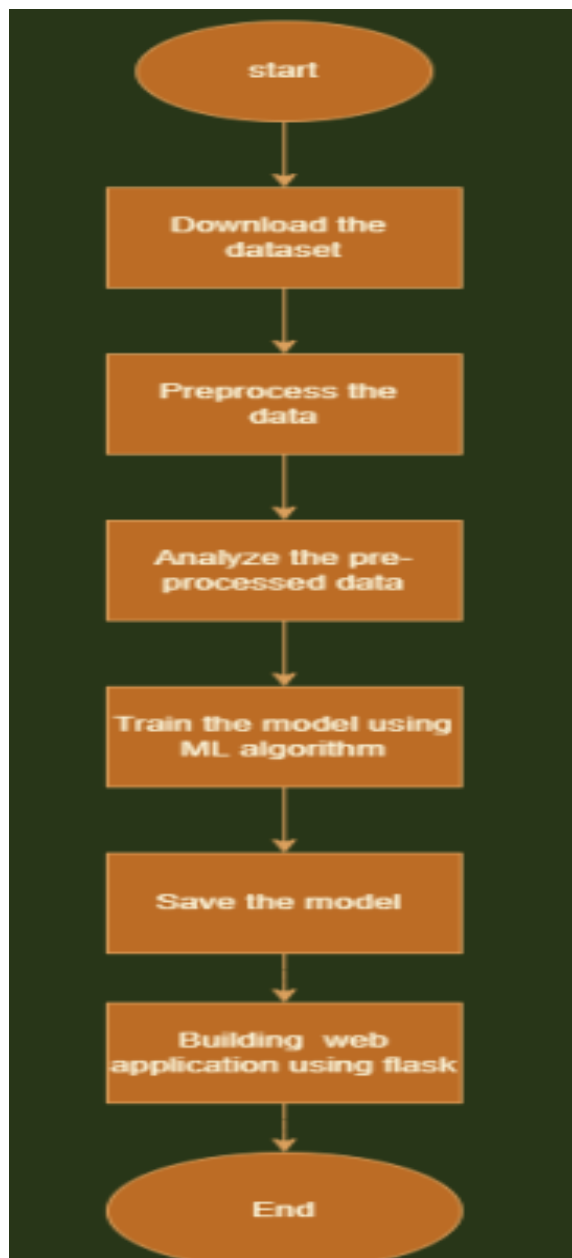 start
Download the
dataset
Preprocess the
data
Analyze the pre-
processed data
Train the model using
ML algorithm
Save the model
Building web
application using flask
End